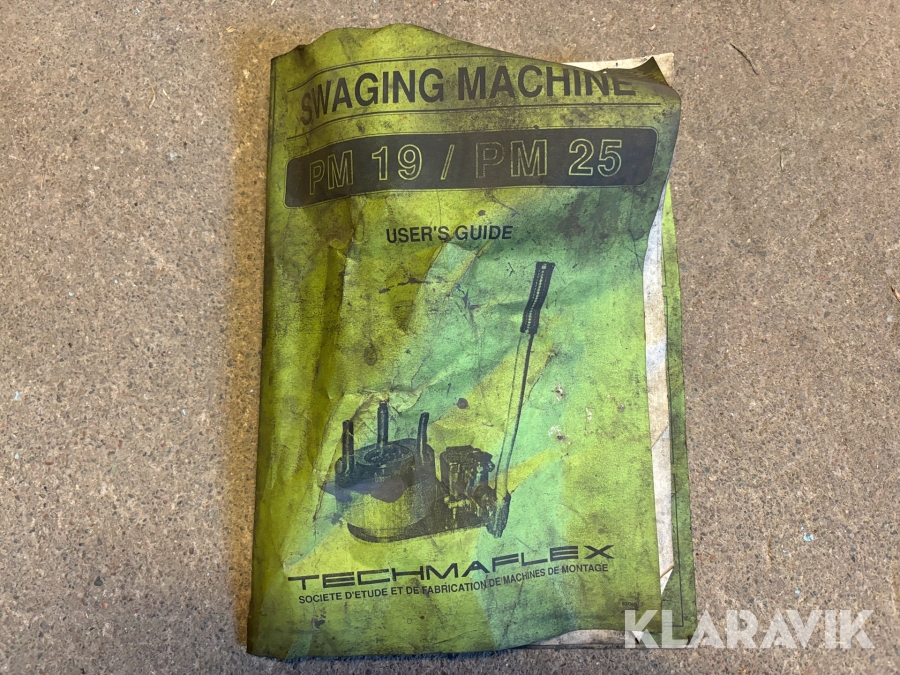 SWAGING MACHINE
PM 19 / PM 25
USER'S GUIDE
TECHMAFLEX
SOCIETE D'ETUDE ET DE FABRICATION DE MACHINES DE MONTAGE
KLARAVIK